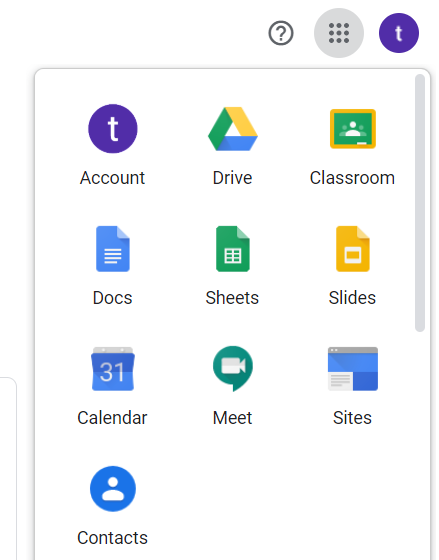 t
t
Account Drive Classroom
Docs Sheets Slides
31
Calendar Meet Sites
Contacts